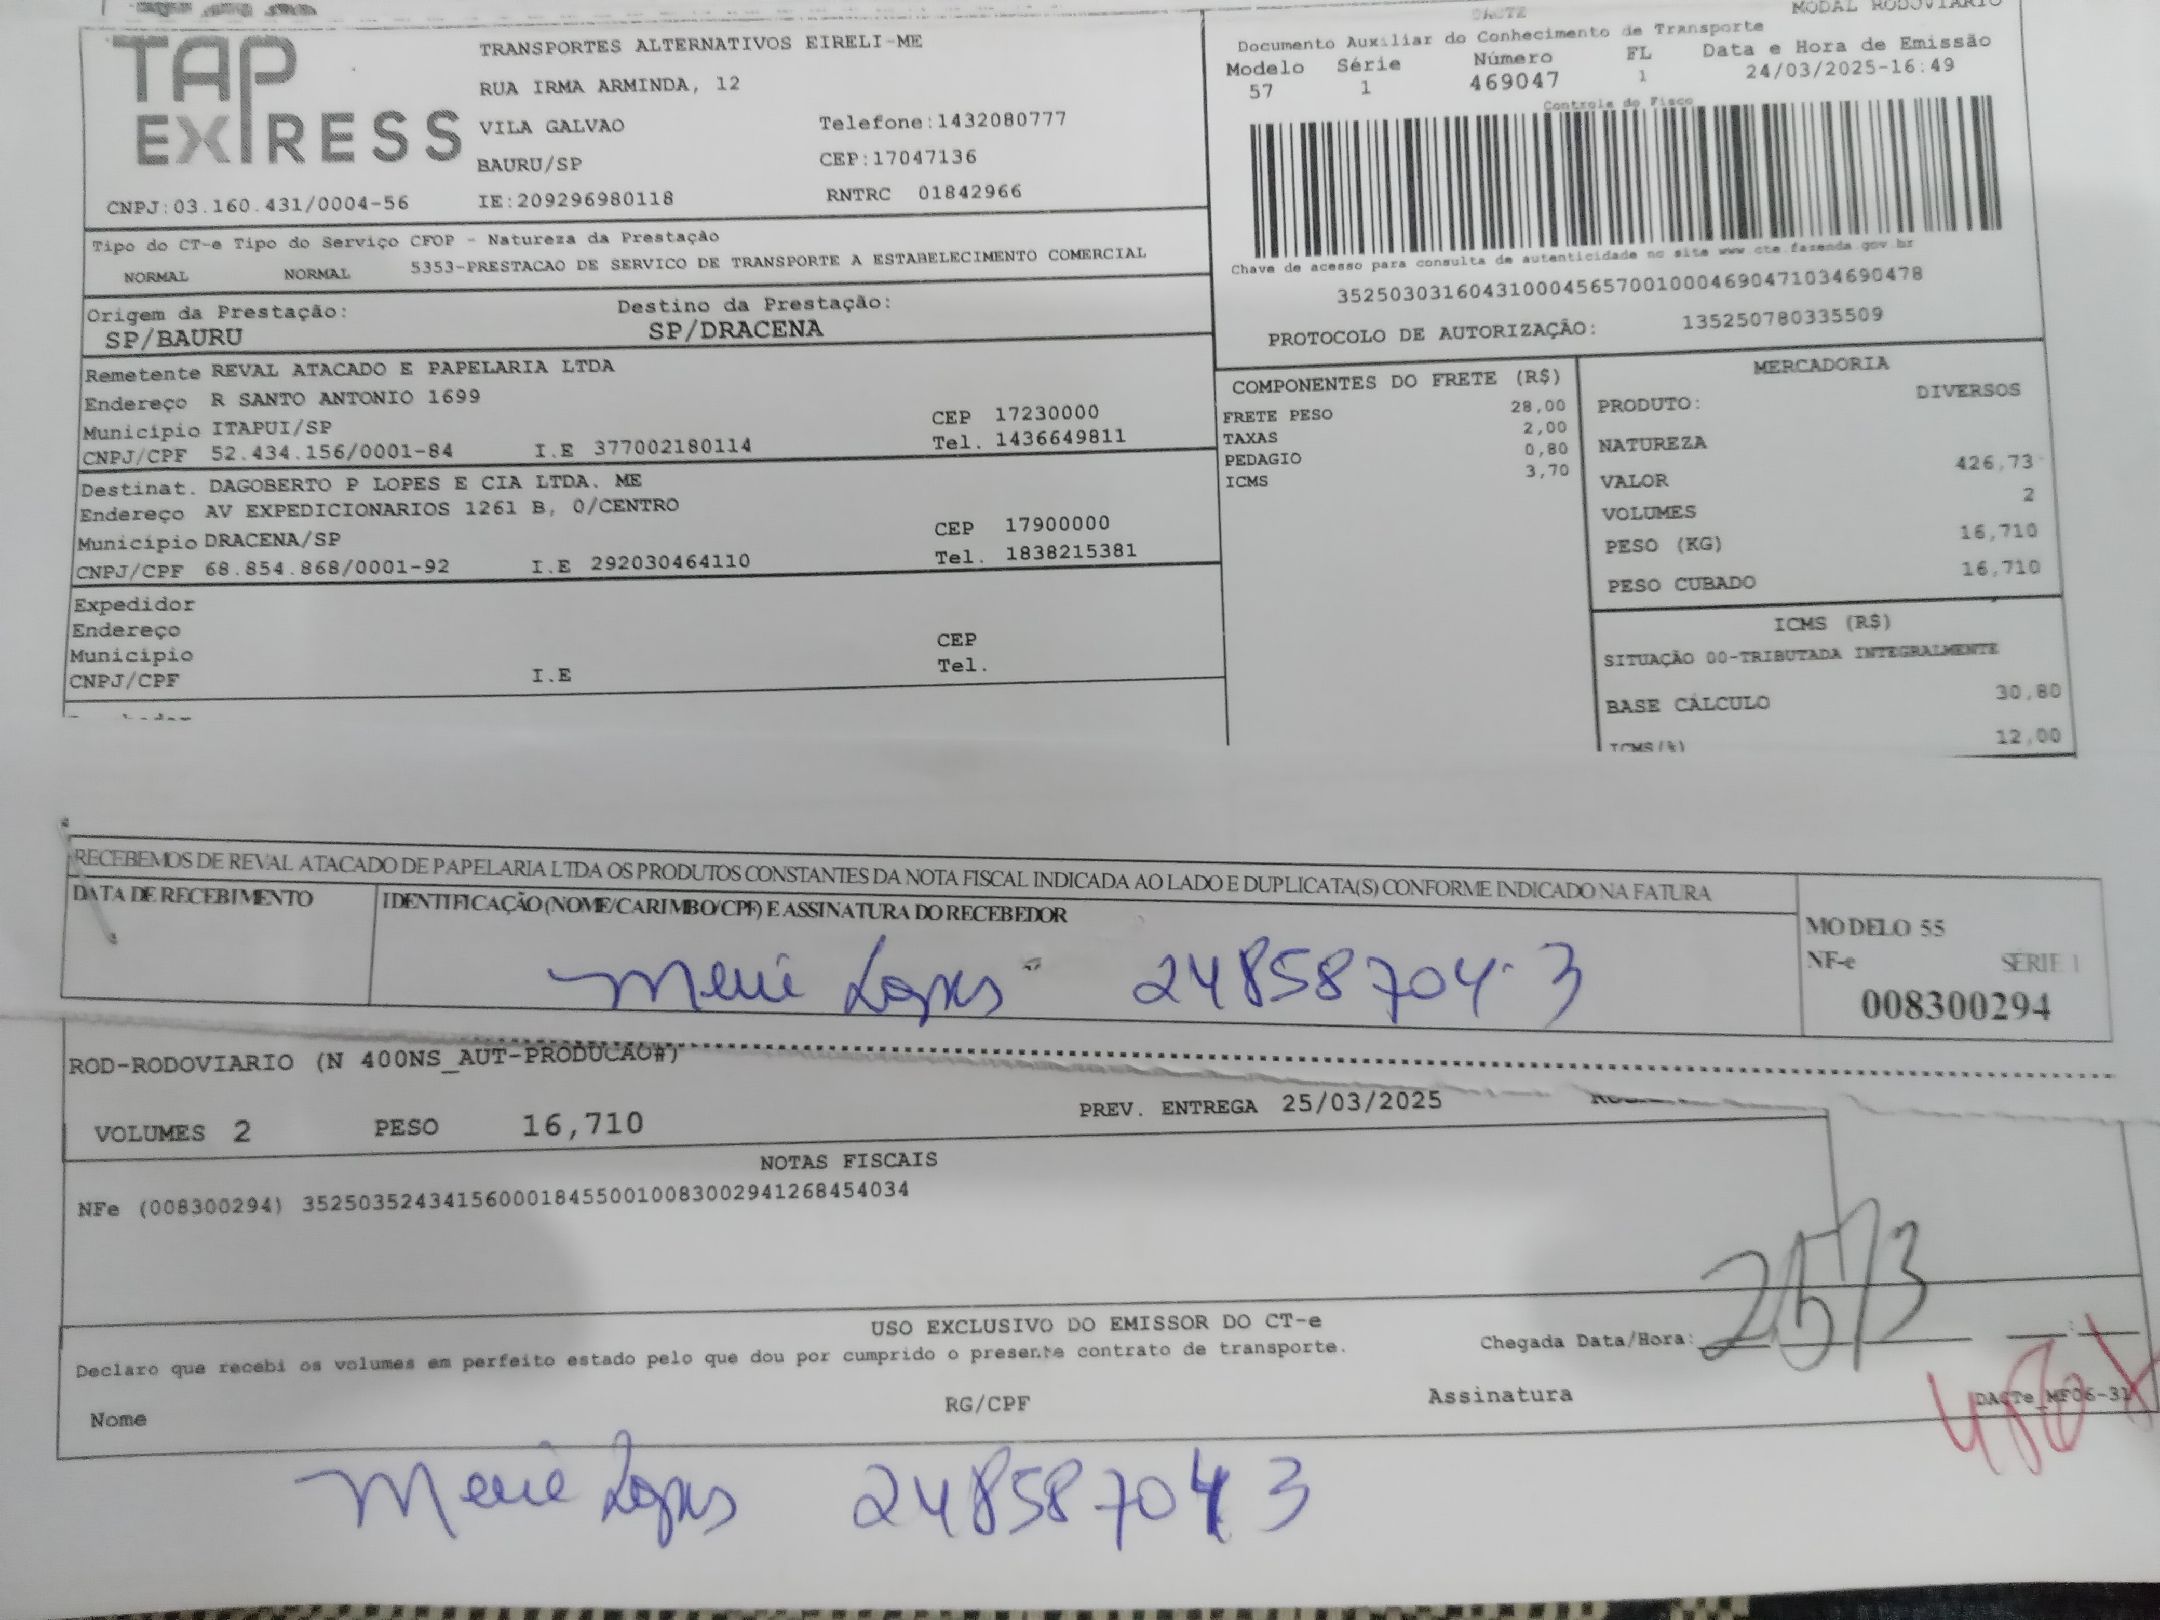 MODAL RODOVIARIO
TAP EXPRESS
TRANSPORTES ALTERNATIVOS EIRELI-ME
RUA IRMA ARMINDA, 12
VILA GALVAO Telefone:1432080777
BAURU/SP CEP:17047136
CNPJ:03.160.431/0004-56 IE:209296980118 RNTRC 01842966
Documento Auxiliar do Conhecimento de Transporte
Modelo Série Número FL Data e Hora de Emissão
57 1 469047 1 24/03/2025-16:49
Controle do Fisco
Chave de acesso para consulta de autenticidade no site www.cte.fazenda.gov.br
35250303160431000456570010004690471034690478
PROTOCOLO DE AUTORIZAÇÃO: 135250780335509
Tipo do CT-e Tipo do Serviço CFOP - Natureza da Prestação
NORMAL NORMAL 5353-PRESTACAO DE SERVICO DE TRANSPORTE A ESTABELECIMENTO COMERCIAL
Origem da Prestação: Destino da Prestação:
SP/BAURU SP/DRACENA
Remetente REVAL ATACADO E PAPELARIA LTDA
Endereço R SANTO ANTONIO 1699
Município ITAPUI/SP CEP 17230000
CNPJ/CPF 52.434.156/0001-84 I.E 377002180114 Tel. 1436649811
Destinat. DAGOBERTO P LOPES E CIA LTDA. ME
Endereço AV EXPEDICIONARIOS 1261 B, 0/CENTRO
Município DRACENA/SP CEP 17900000
CNPJ/CPF 68.854.868/0001-92 I.E 292030464110 Tel. 1838215381
Expedidor
Endereço
Município CEP
CNPJ/CPF I.E Tel.
COMPONENTES DO FRETE (R$)
FRETE PESO 28,00
TAXAS 2,00
PEDAGIO 0,80
ICMS 3,70
MERCADORIA
PRODUTO: DIVERSOS
NATUREZA
VALOR 426,73
VOLUMES 2
PESO (KG) 16,710
PESO CUBADO 16,710
ICMS (R$)
SITUAÇÃO 00-TRIBUTADA INTEGRALMENTE
BASE CÁLCULO 30,80
ICMS(%) 12,00
RECEBEMOS DE REVAL ATACADO DE PAPELARIA LTDA OS PRODUTOS CONSTANTES DA NOTA FISCAL INDICADA AO LADO E DUPLICATA(S) CONFORME INDICADO NA FATURA
DATA DE RECEBIMENTO IDENTIFICAÇÃO (NOME/CARIMBO/CPF) E ASSINATURA DO RECEBEDOR
Lopes 24858704-3
MODELO 55
NF-e SÉRIE 1
008300294
ROD-RODOVIARIO (N 400NS_AUT-PRODUCAO#)
VOLUMES 2 PESO 16,710 PREV. ENTREGA 25/03/2025
NOTAS FISCAIS
NFe (008300294) 35250352434156000184550010083002941268454034
USO EXCLUSIVO DO EMISSOR DO CT-e
Declaro que recebi os volumes em perfeito estado pelo que dou por cumprido o presente contrato de transporte.
Chegada Data/Hora: 25/3
Nome RG/CPF Assinatura DACTe_MF06-31
Lopes 248587043